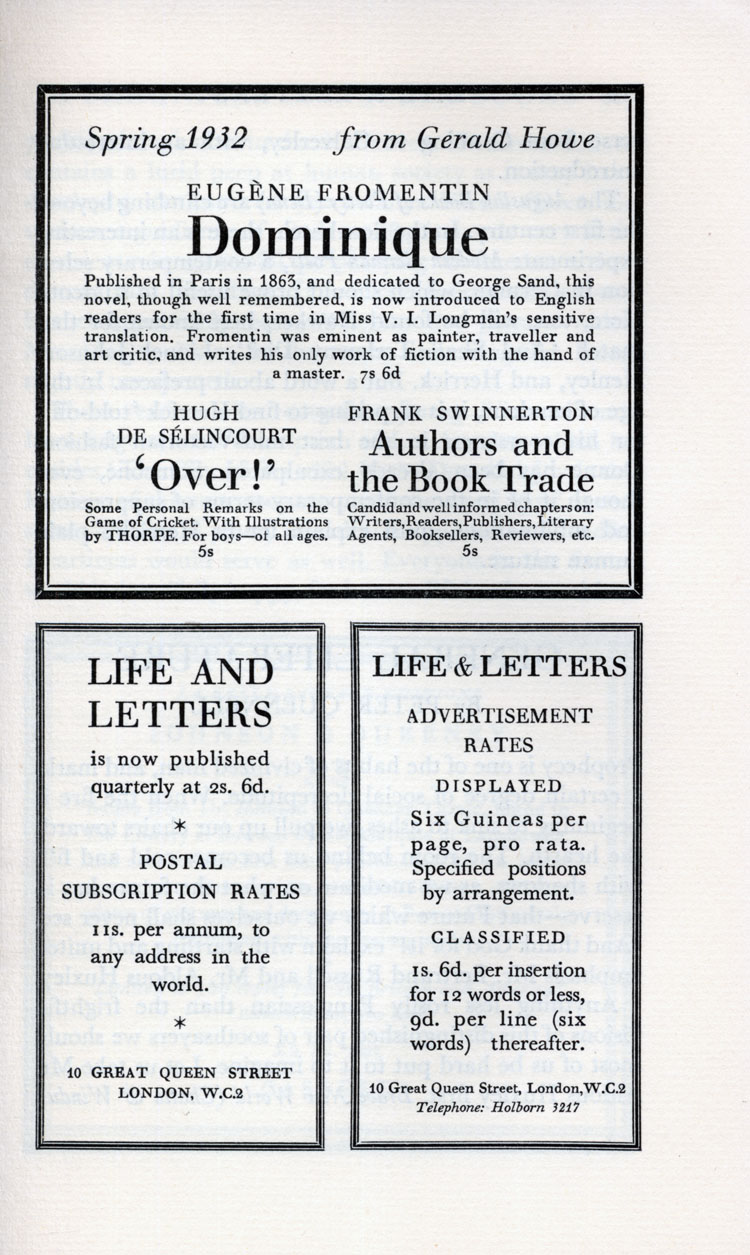 Spring 1932 from Gerald Howe
EUGÈNE FROMENTIN
Dominique
Published in Paris in 1863, and dedicated to George Sand, this
novel, though well remembered, is now introduced to English
readers for the first time in Miss V. I. Longman's sensitive
translation. Fromentin was eminent as painter, traveller and
art critic, and writes his only work of fiction with the hand of
a master. 7s 6d
HUGH
DE SÉLINCOURT
'Over!'
Some Personal Remarks on the
Game of Cricket. With Illustrations
by THORPE. For boys—of all ages.
5s
FRANK SWINNERTON
Authors and
the Book Trade
Candid and well informed chapters on:
Writers, Readers, Publishers, Literary
Agents, Booksellers, Reviewers, etc.
5s
LIFE AND
LETTERS
is now published
quarterly at 2s. 6d.
*
POSTAL
SUBSCRIPTION RATES
11s. per annum, to
any address in the
world.
*
10 GREAT QUEEN STREET
LONDON, W.C.2
LIFE & LETTERS
ADVERTISEMENT
RATES
DISPLAYED
Six Guineas per
page, pro rata.
Specified positions
by arrangement.
CLASSIFIED
1s. 6d. per insertion
for 12 words or less,
9d. per line (six
words) thereafter.
10 Great Queen Street, London, W.C.2
Telephone: Holborn 3217